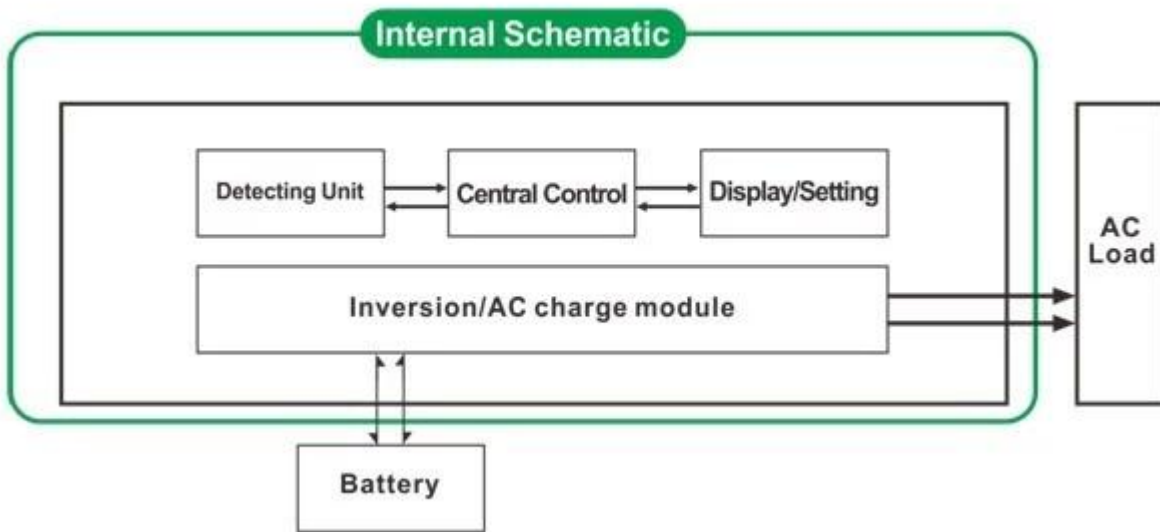 Internal Schematic
Detecting Unit
Central Control
Display/Setting
AC
Load
Inversion/AC charge module
Battery